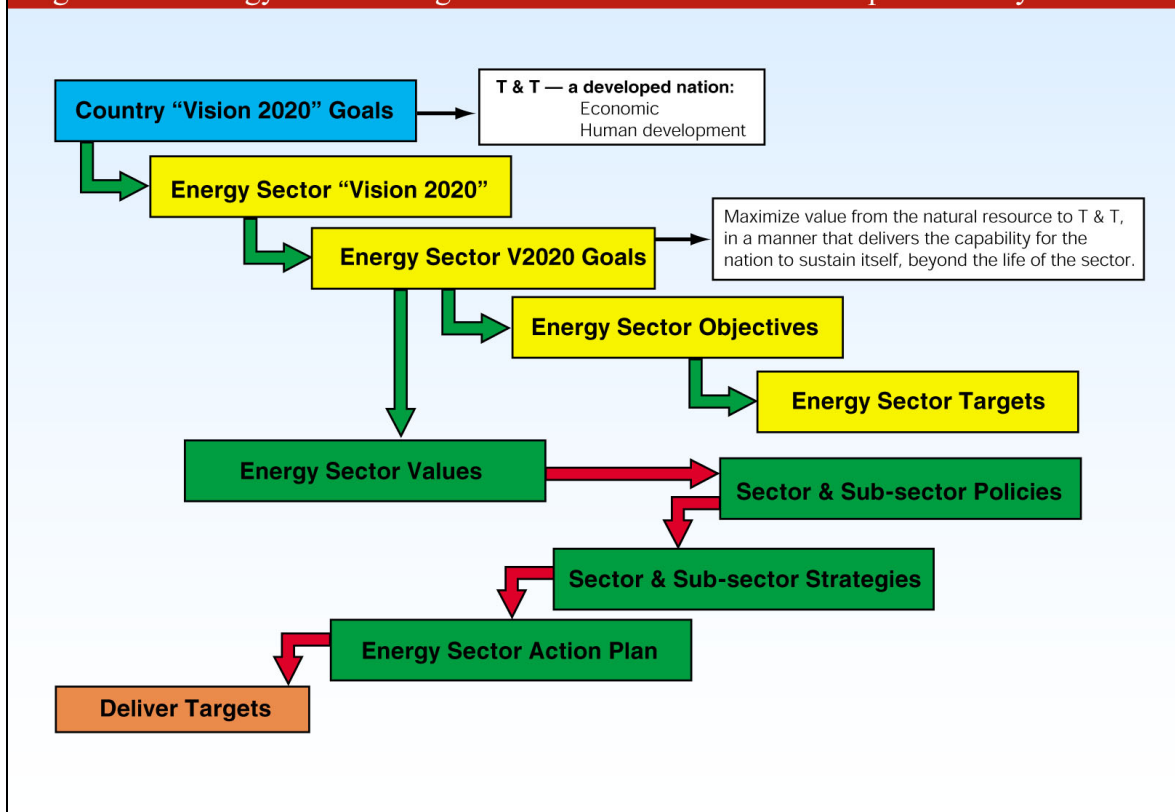 Country “Vision 2020” Goals
T & T — a developed nation:
Economic
Human development
Energy Sector “Vision 2020”
Energy Sector V2020 Goals
Maximize value from the natural resource to T & T,
in a manner that delivers the capability for the
nation to sustain itself, beyond the life of the sector.
Energy Sector Objectives
Energy Sector Targets
Energy Sector Values
Sector & Sub-sector Policies
Sector & Sub-sector Strategies
Energy Sector Action Plan
Deliver Targets